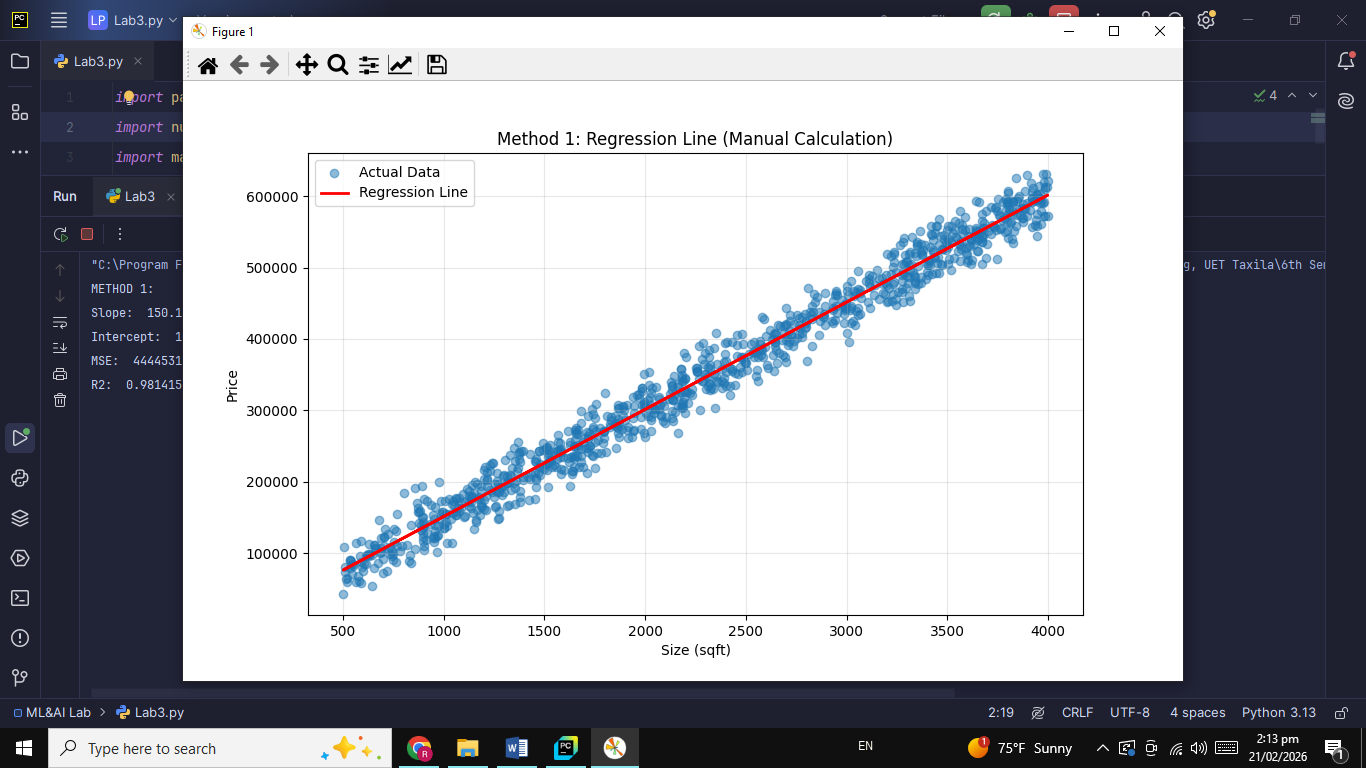 LP Lab3.py
Figure 1
Lab3.py
1 import pa
2 import nu
3 import ma
4
Run Lab3
"C:\Program F
g, UET Taxila\6th Sem
METHOD 1:
Slope: 150.1
Intercept: 1
MSE: 4444531
R2: 0.981415
Method 1: Regression Line (Manual Calculation)
Actual Data
Regression Line
Price
600000
500000
400000
300000
200000
100000
500 1000 1500 2000 2500 3000 3500 4000
Size (sqft)
ML&AI Lab > Lab3.py 2:19 CRLF UTF-8 4 spaces Python 3.13
Type here to search EN 75°F Sunny 2:13 pm
21/02/2026